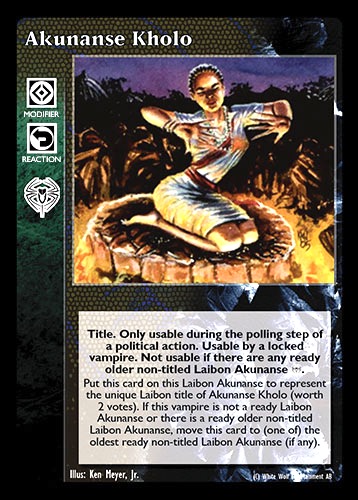 Akunanse Kholo
MODIFIER
REACTION
Title. Only usable during the polling step of
a political action. Usable by a locked
vampire. Not usable if there are any ready
older non-titled Laibon Akunanse
Put this card on this Laibon Akunanse to represent
the unique Laibon title of Akunanse Kholo (worth
2 votes). If this vampire is not a ready Laibon
Akunanse or there is a ready older non-titled
Laibon Akunanse, move this card to (one of) the
oldest ready non-titled Laibon Akunanse (if any).
Illus: Ken Meyer, Jr.
(C) White Wolf Entertainment AB